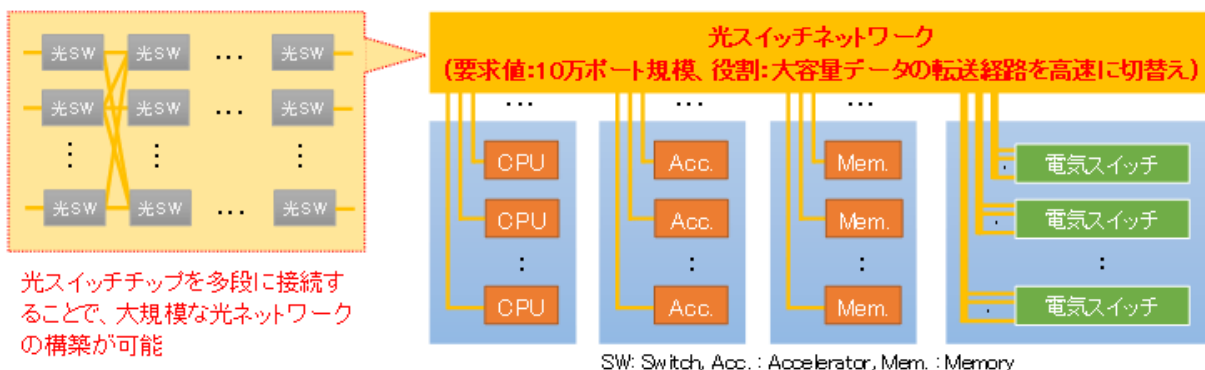 光SW 光SW ... 光SW
光SW 光SW ... 光SW
光SW 光SW ... 光SW
光スイッチチップを多段に接続す
ることで、大規模な光ネットワーク
の構築が可能
光スイッチネットワーク
(要求値:10万ポート規模、役割:大容量データの転送経路を高速に切替え)
... ... ...
CPU Acc. Mem. 電気スイッチ
CPU Acc. Mem. 電気スイッチ
CPU Acc. Mem. 電気スイッチ
SW: Switch, Acc. : Accelerator, Mem. : Memory